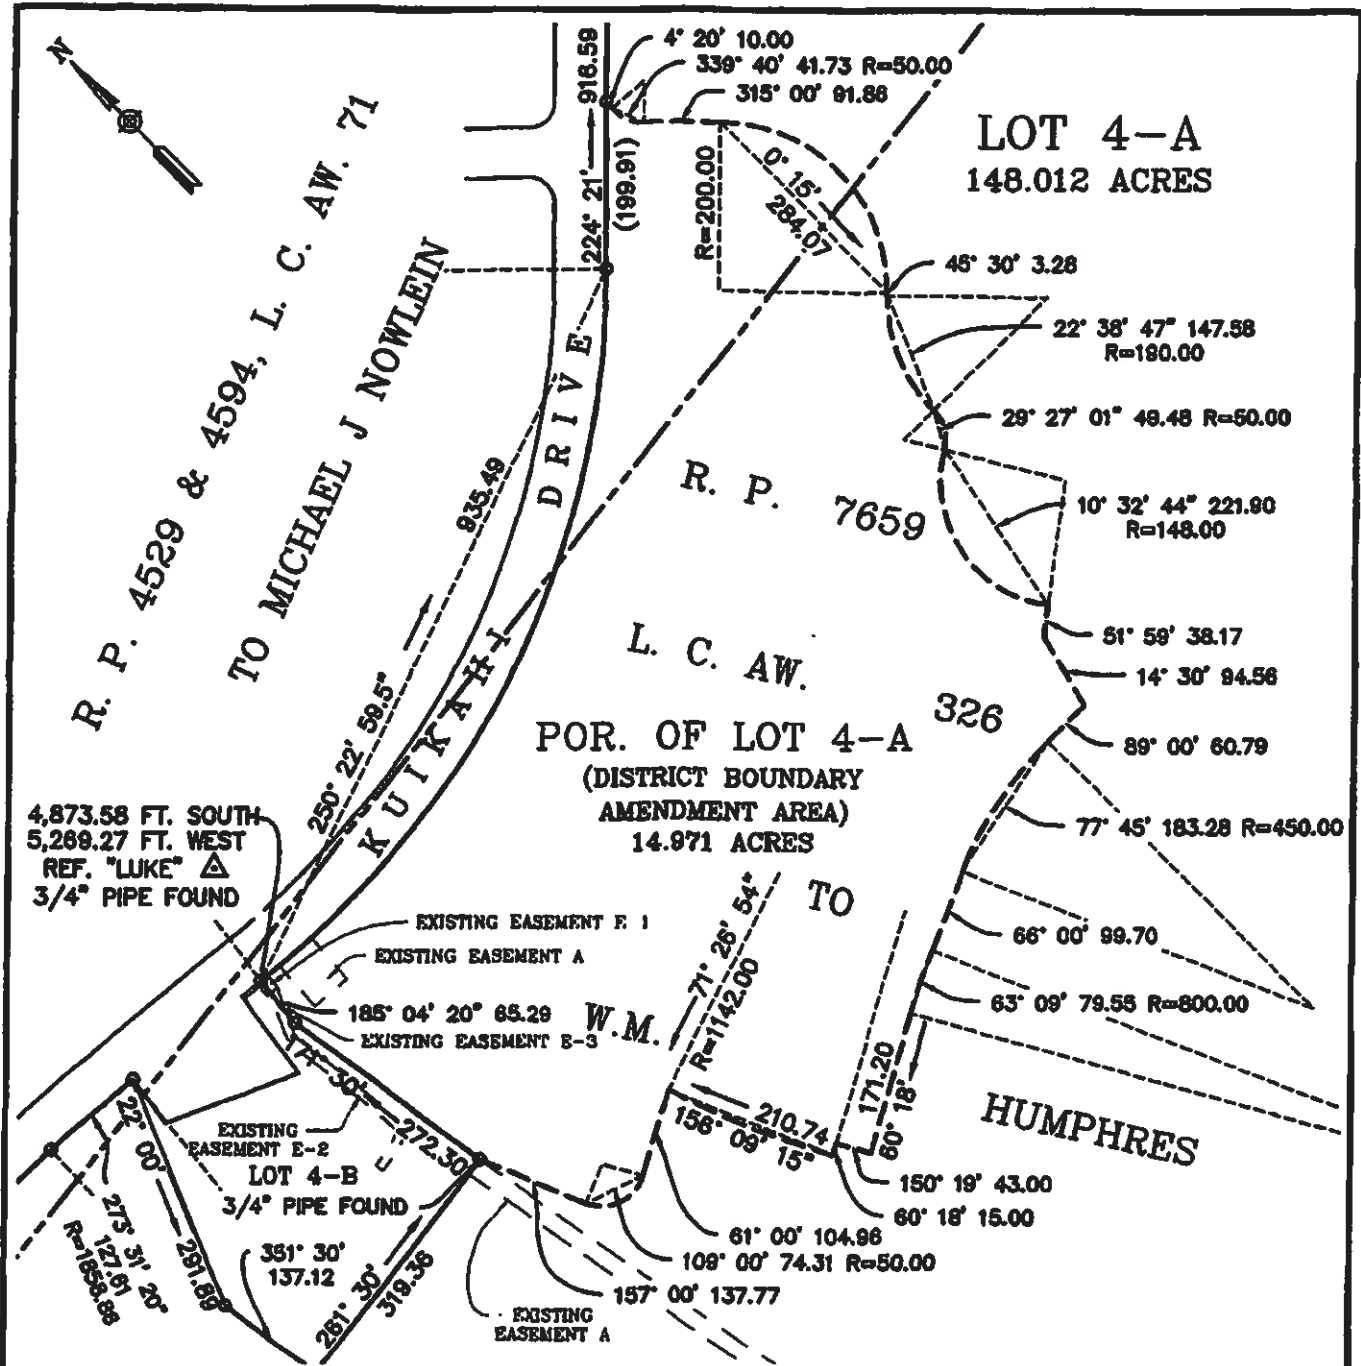 N
4° 20' 10.00
339° 40' 41.73 R=50.00
315° 00' 91.86
LOT 4-A
148.012 ACRES
916.59
224° 21'
(199.91)
R=200.00
0° 15'
284.07
45° 30' 3.28
22° 38' 47" 147.58
R=190.00
29° 27' 01" 49.48 R=50.00
10° 32' 44" 221.90
R=148.00
51° 59' 38.17
14° 30' 94.56
89° 00' 60.79
77° 45' 183.28 R=450.00
66° 00' 99.70
63° 09' 79.55 R=800.00
R. P. 4529 & 4594, L. C. AW. 71
TO MICHAEL J NOWLEIN
KUIKAHI DRIVE
935.49
250° 22' 59.5"
R. P. 7659
L. C. AW. 326
POR. OF LOT 4-A
(DISTRICT BOUNDARY
AMENDMENT AREA)
14.971 ACRES
TO
W.M.
HUMPHRES
4,873.58 FT. SOUTH
5,269.27 FT. WEST
REF. "LUKE"
3/4" PIPE FOUND
EXISTING EASEMENT E 1
EXISTING EASEMENT A
185° 04' 20" 65.29
EXISTING EASEMENT E-3
30'
272.30
71° 26' 54"
R=1142.00
171.20
60° 18'
210.74
156° 09' 15"
150° 19' 43.00
60° 18' 15.00
61° 00' 104.96
109° 00' 74.31 R=50.00
157° 00' 137.77
EXISTING
EASEMENT E-2
LOT 4-B
3/4" PIPE FOUND
22° 00'
291.89
273° 31' 20"
127.61
R=1858.86
351° 30'
137.12
261° 30'
319.36
EXISTING
EASEMENT A